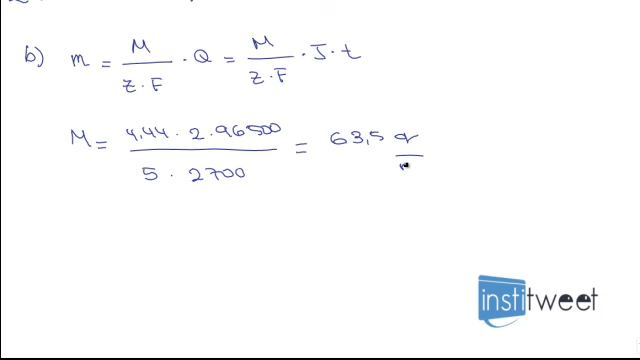 b) m = M / z·F · Q = M / z·F · J·t
M = 4,44 · 2 · 96500 / 5 · 2700 = 63,5 g /
institweet